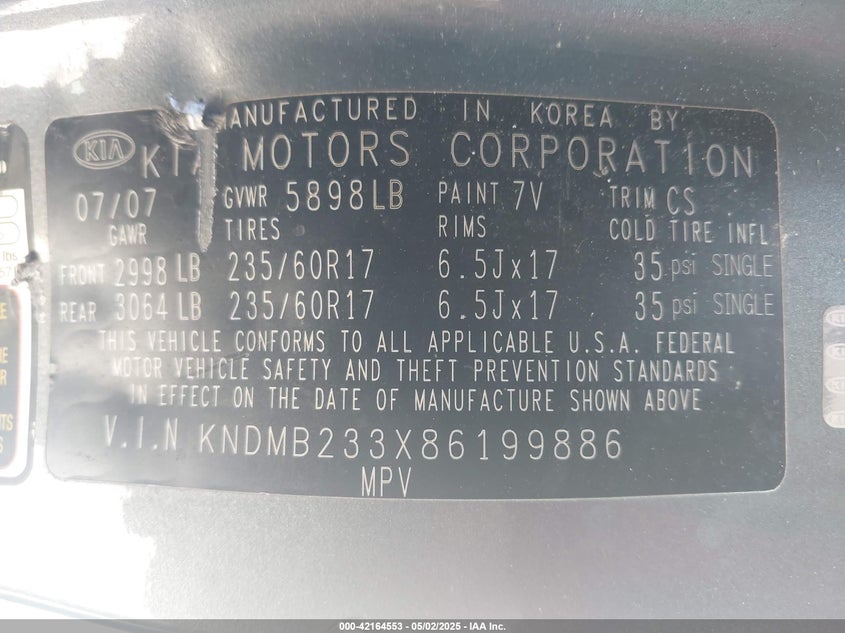 MANUFACTURED IN KOREA BY
KIA KIA MOTORS CORPORATION
07/07 GVWR 5898LB PAINT 7V TRIM CS
GAWR TIRES RIMS COLD TIRE INFL
FRONT 2998 LB 235/60R17 6.5Jx17 35 psi SINGLE
REAR 3064 LB 235/60R17 6.5Jx17 35 psi SINGLE
THIS VEHICLE CONFORMS TO ALL APPLICABLE U.S.A. FEDERAL
MOTOR VEHICLE SAFETY AND THEFT PREVENTION STANDARDS
IN EFFECT ON THE DATE OF MANUFACTURE SHOWN ABOVE
V.I.N KNDMB233X86199886
MPV
000-42164553 - 05/02/2025 - IAA Inc.